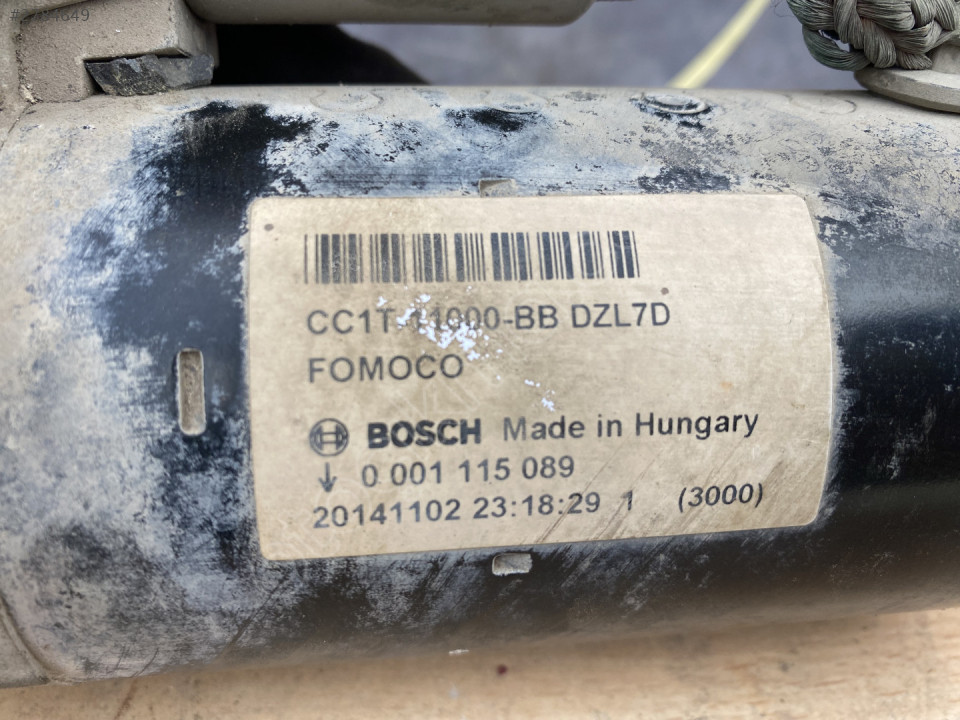 CC1T-11000-BB DZL7D
FOMOCO
BOSCH Made in Hungary
↓ 0 001 115 089
20141102 23:18:29 1 (3000)